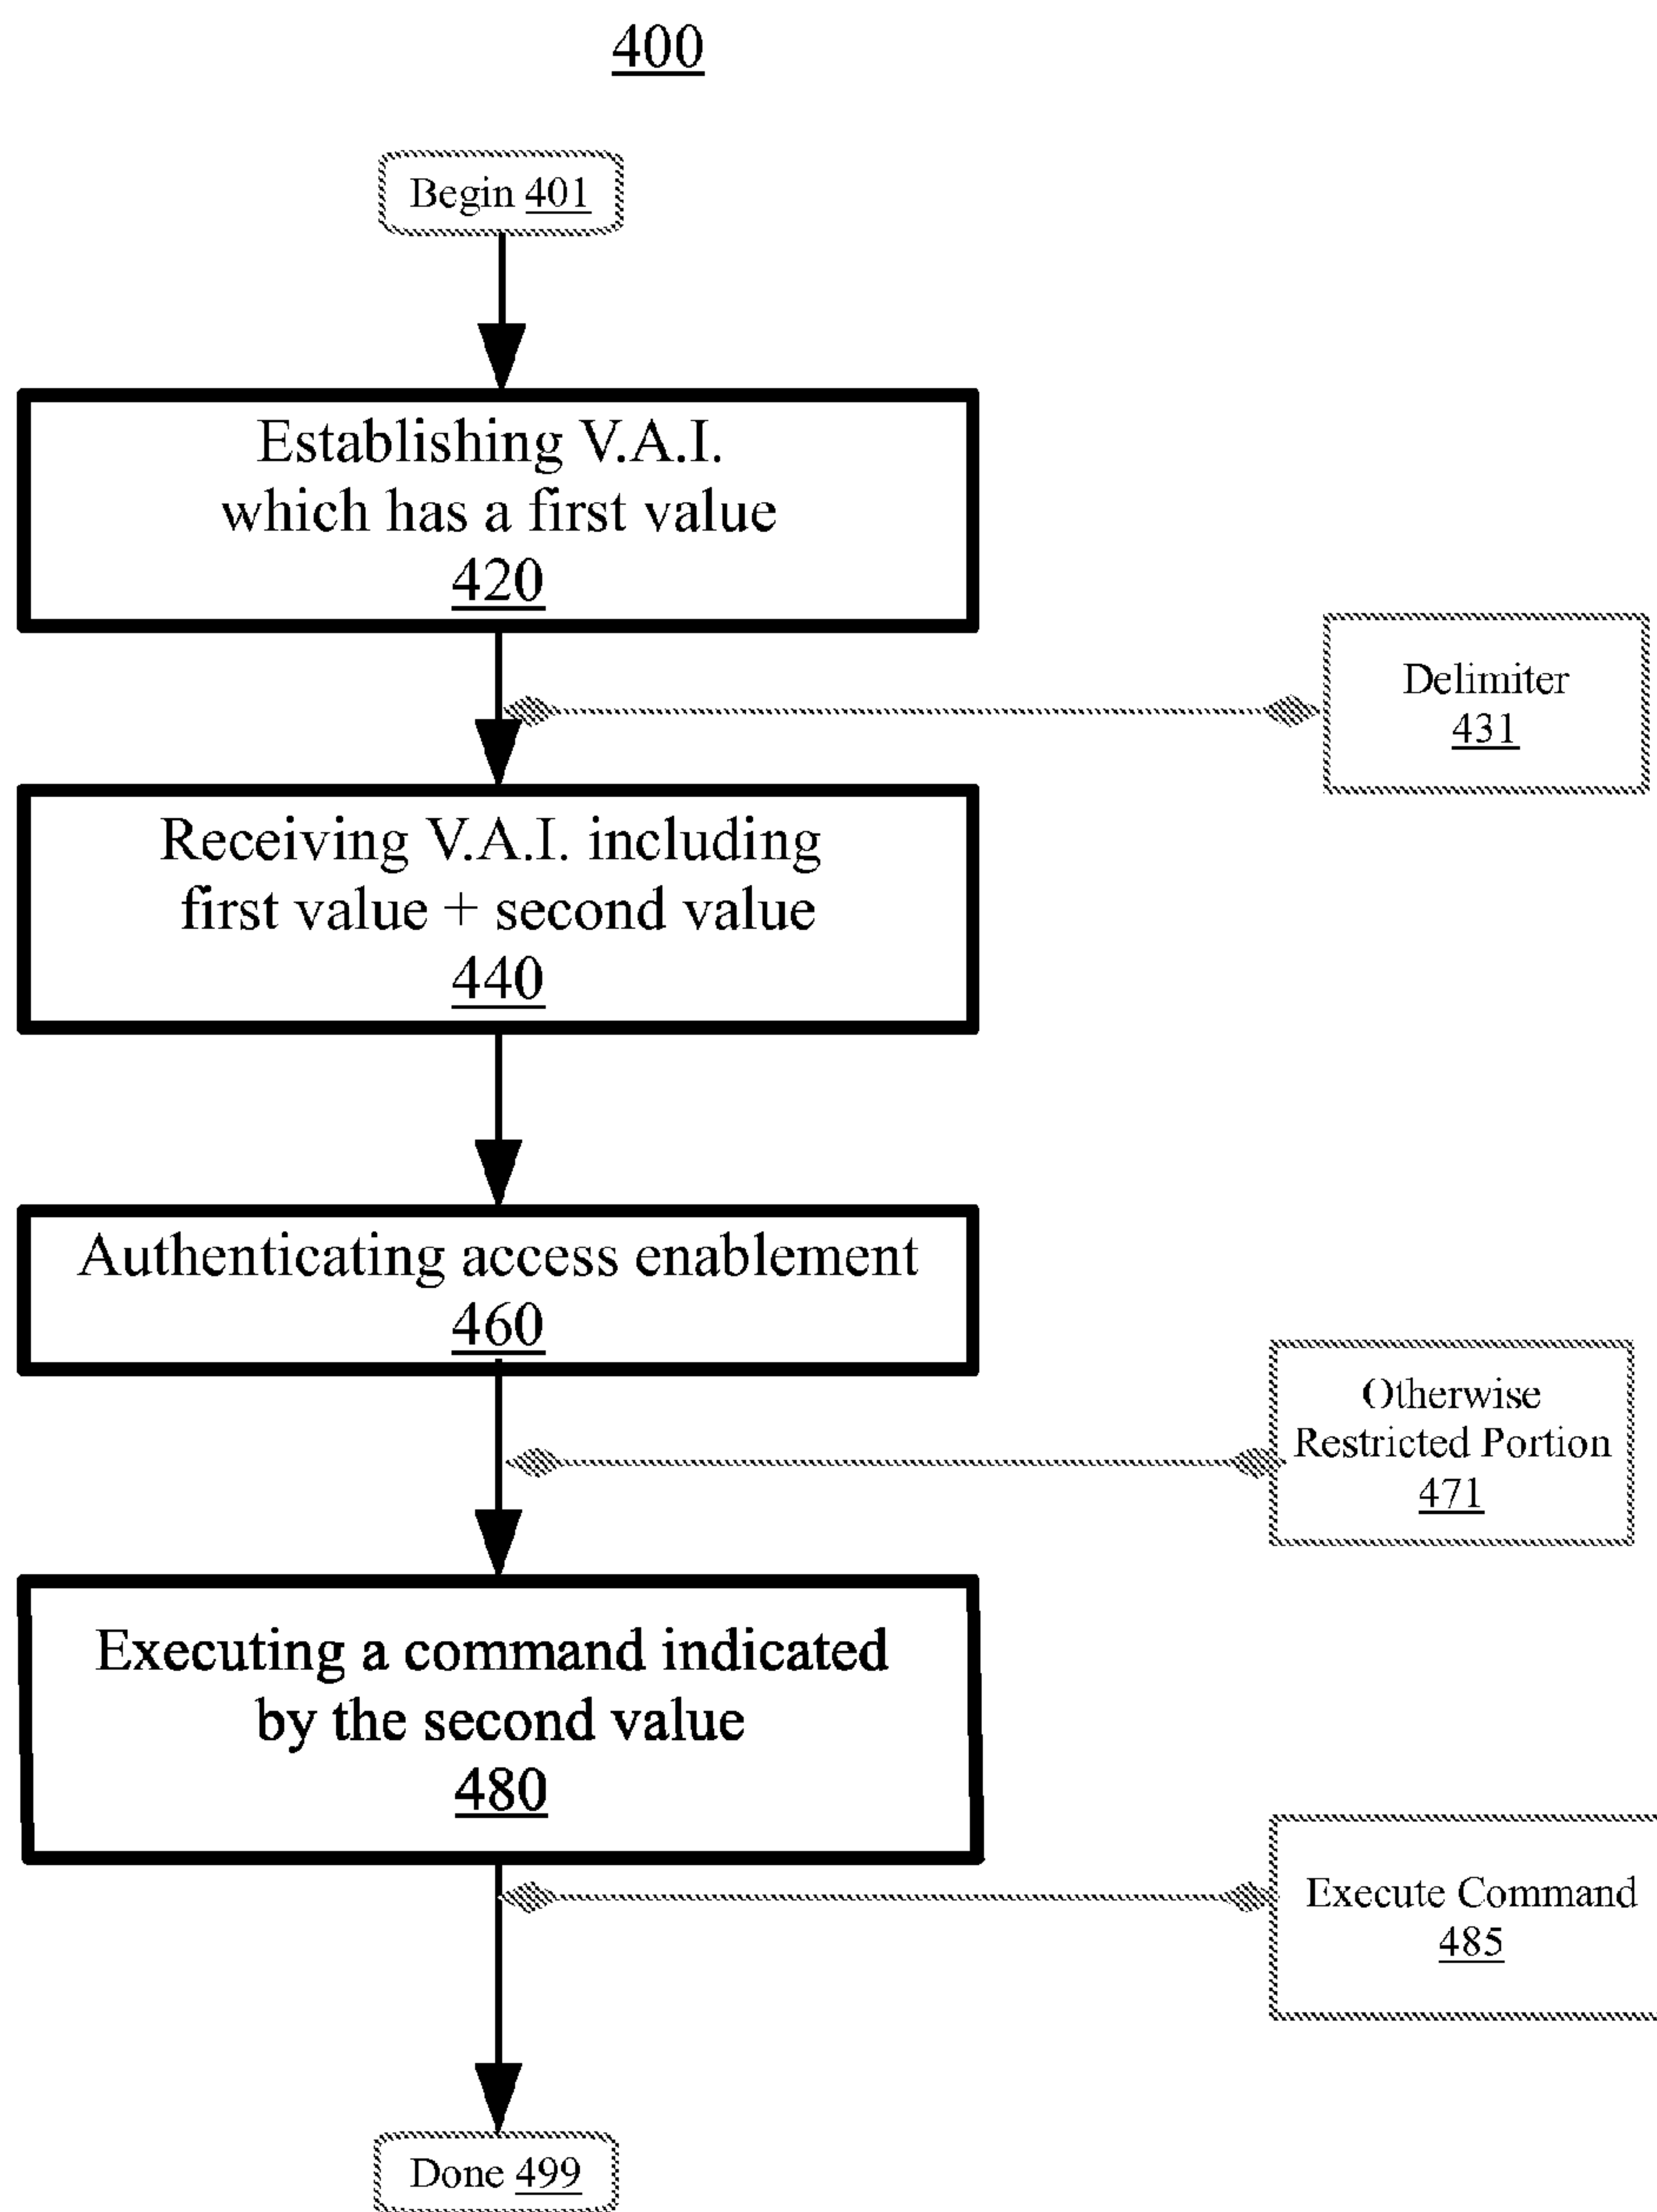 400
Begin 401
Establishing V.A.I.
which has a first value
420
Delimiter
431
Receiving V.A.I. including
first value + second value
440
Authenticating access enablement
460
Otherwise
Restricted Portion
471
Executing a command indicated
by the second value
480
Execute Command
485
Done 499